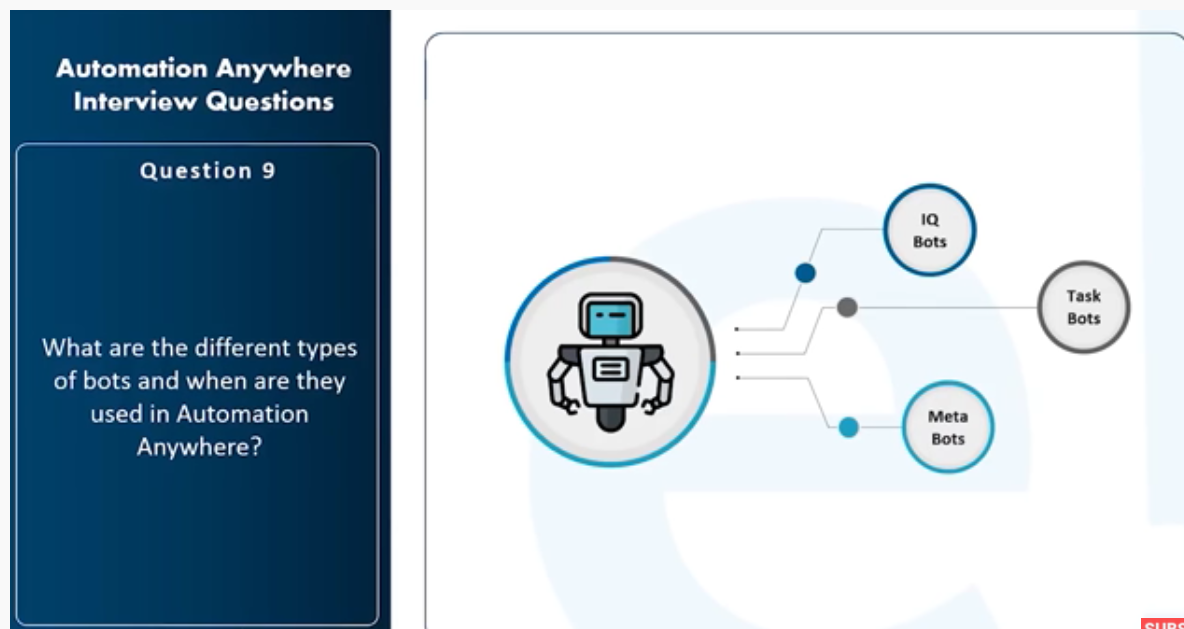 Automation Anywhere
Interview Questions
Question 9
What are the different types
of bots and when are they
used in Automation
Anywhere?
IQ
Bots
Task
Bots
Meta
Bots